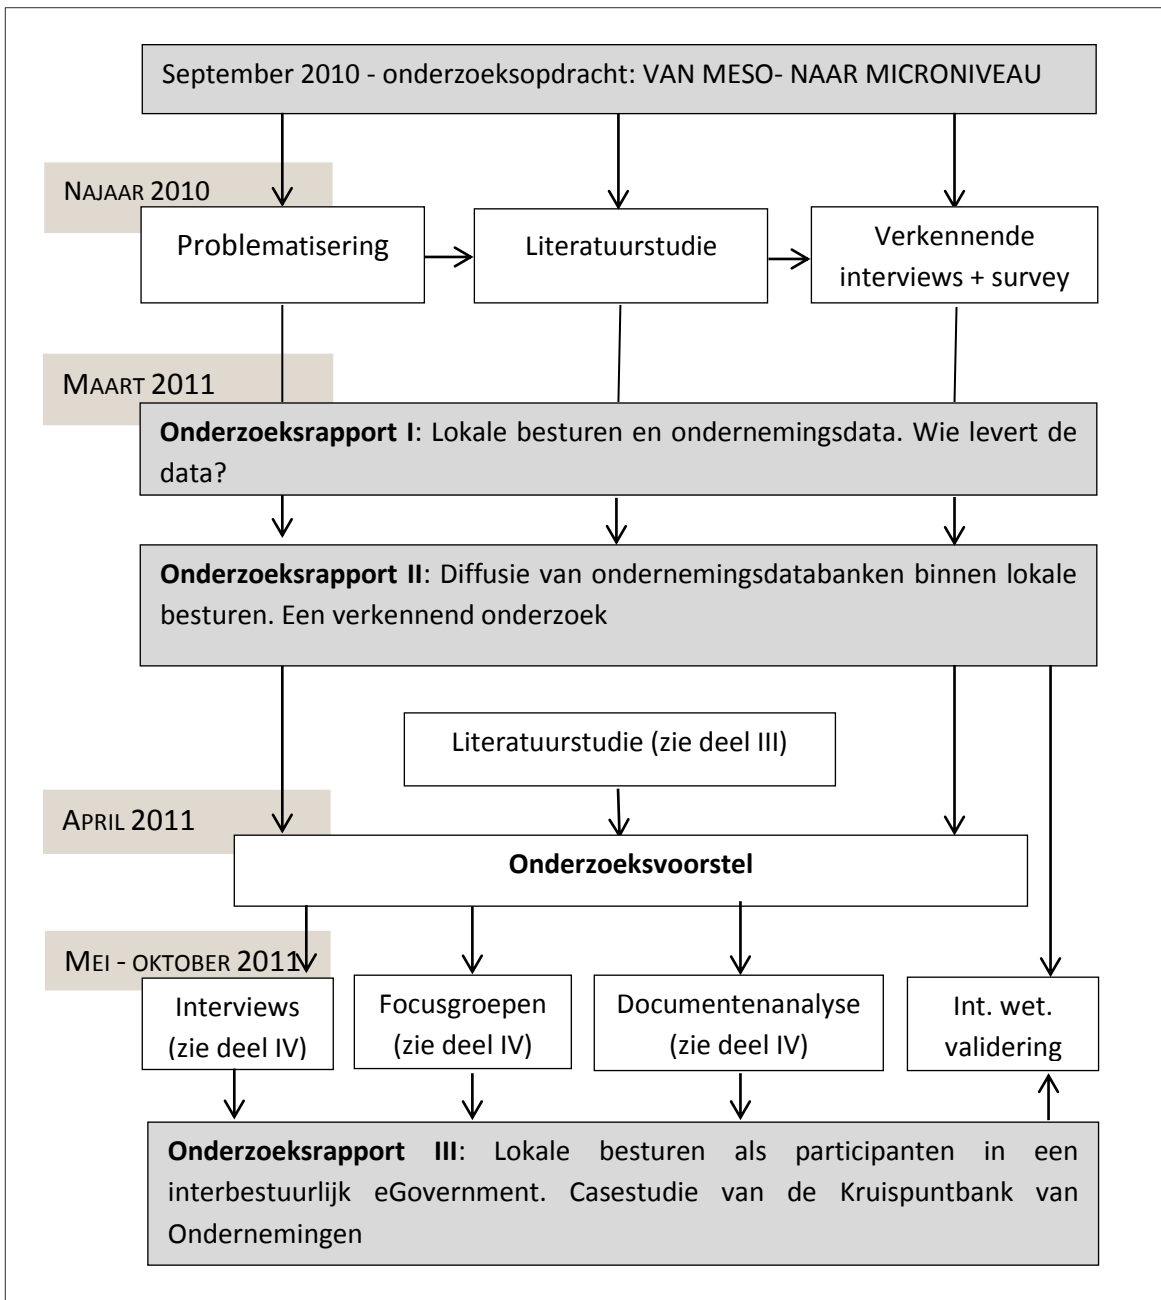 September 2010 - onderzoeksopdracht: VAN MESO- NAAR MICRONIVEAU
NAJAAR 2010
Problematisering
Literatuurstudie
Verkennende
interviews + survey
MAART 2011
Onderzoeksrapport I: Lokale besturen en ondernemingsdata. Wie levert de
data?
Onderzoeksrapport II: Diffusie van ondernemingsdatabanken binnen lokale
besturen. Een verkennend onderzoek
Literatuurstudie (zie deel III)
APRIL 2011
Onderzoeksvoorstel
MEI - OKTOBER 2011
Interviews
(zie deel IV)
Focusgroepen
(zie deel IV)
Documentenanalyse
(zie deel IV)
Int. wet.
validering
Onderzoeksrapport III: Lokale besturen als participanten in een
interbestuurlijk eGovernment. Casestudie van de Kruispuntbank van
Ondernemingen